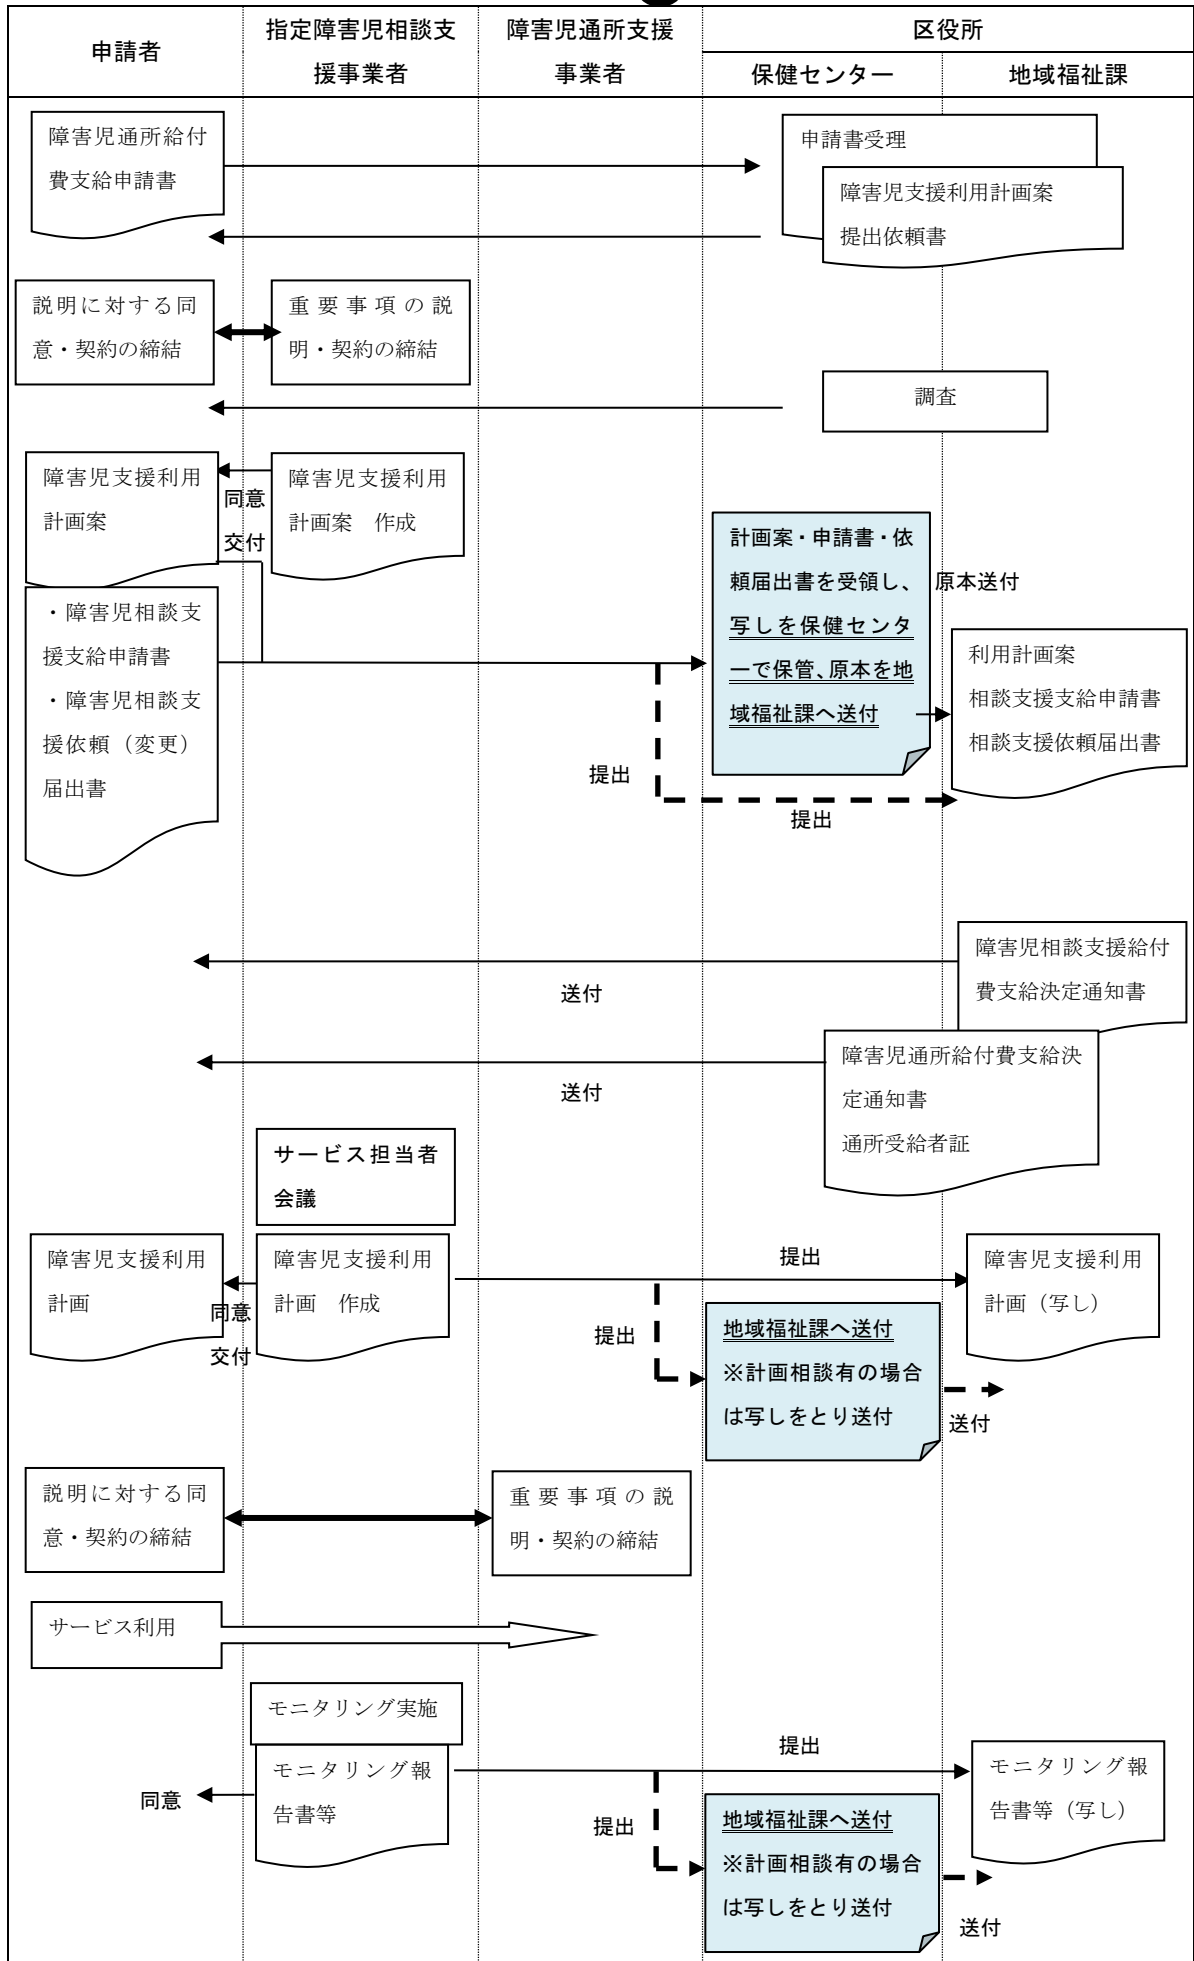 申請者
指定障害児相談支
援事業者
障害児通所支援
事業者
区役所
保健センター
地域福祉課
障害児通所給付
費支給申請書
申請書受理
障害児支援利用計画案
提出依頼書
説明に対する同
意・契約の締結
重要事項の説
明・契約の締結
調査
障害児支援利用
計画案
同意
交付
障害児支援利用
計画案　作成
・障害児相談支
援支給申請書
・障害児相談支
援依頼（変更）
届出書
計画案・申請書・依
頼届出書を受領し、
写しを保健センタ
ーで保管、原本を地
域福祉課へ送付
原本送付
利用計画案
相談支援支給申請書
相談支援依頼届出書
提出
提出
障害児相談支援給付
費支給決定通知書
送付
障害児通所給付費支給決
定通知書
通所受給者証
送付
サービス担当者
会議
障害児支援利用
計画
同意
交付
障害児支援利用
計画　作成
提出
提出
地域福祉課へ送付
※計画相談有の場合
は写しをとり送付
送付
障害児支援利用
計画（写し）
説明に対する同
意・契約の締結
重要事項の説
明・契約の締結
サービス利用
モニタリング実施
モニタリング報
告書等
同意
提出
提出
地域福祉課へ送付
※計画相談有の場合
は写しをとり送付
送付
モニタリング報
告書等（写し）